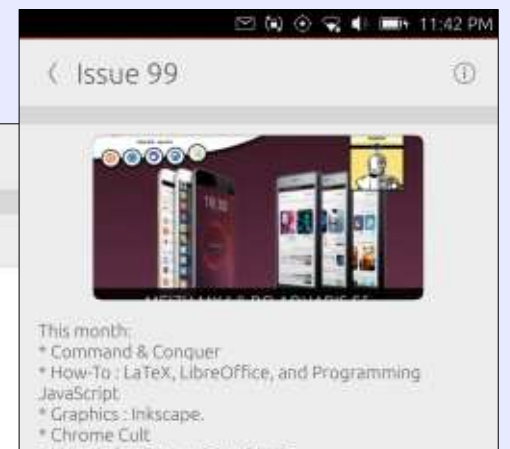 11:42 PM
Issue 99
This month:
* Command & Conquer
* How-To : LaTeX, LibreOffice, and Programming
JavaScript
* Graphics : Inkscape.
* Chrome Cult